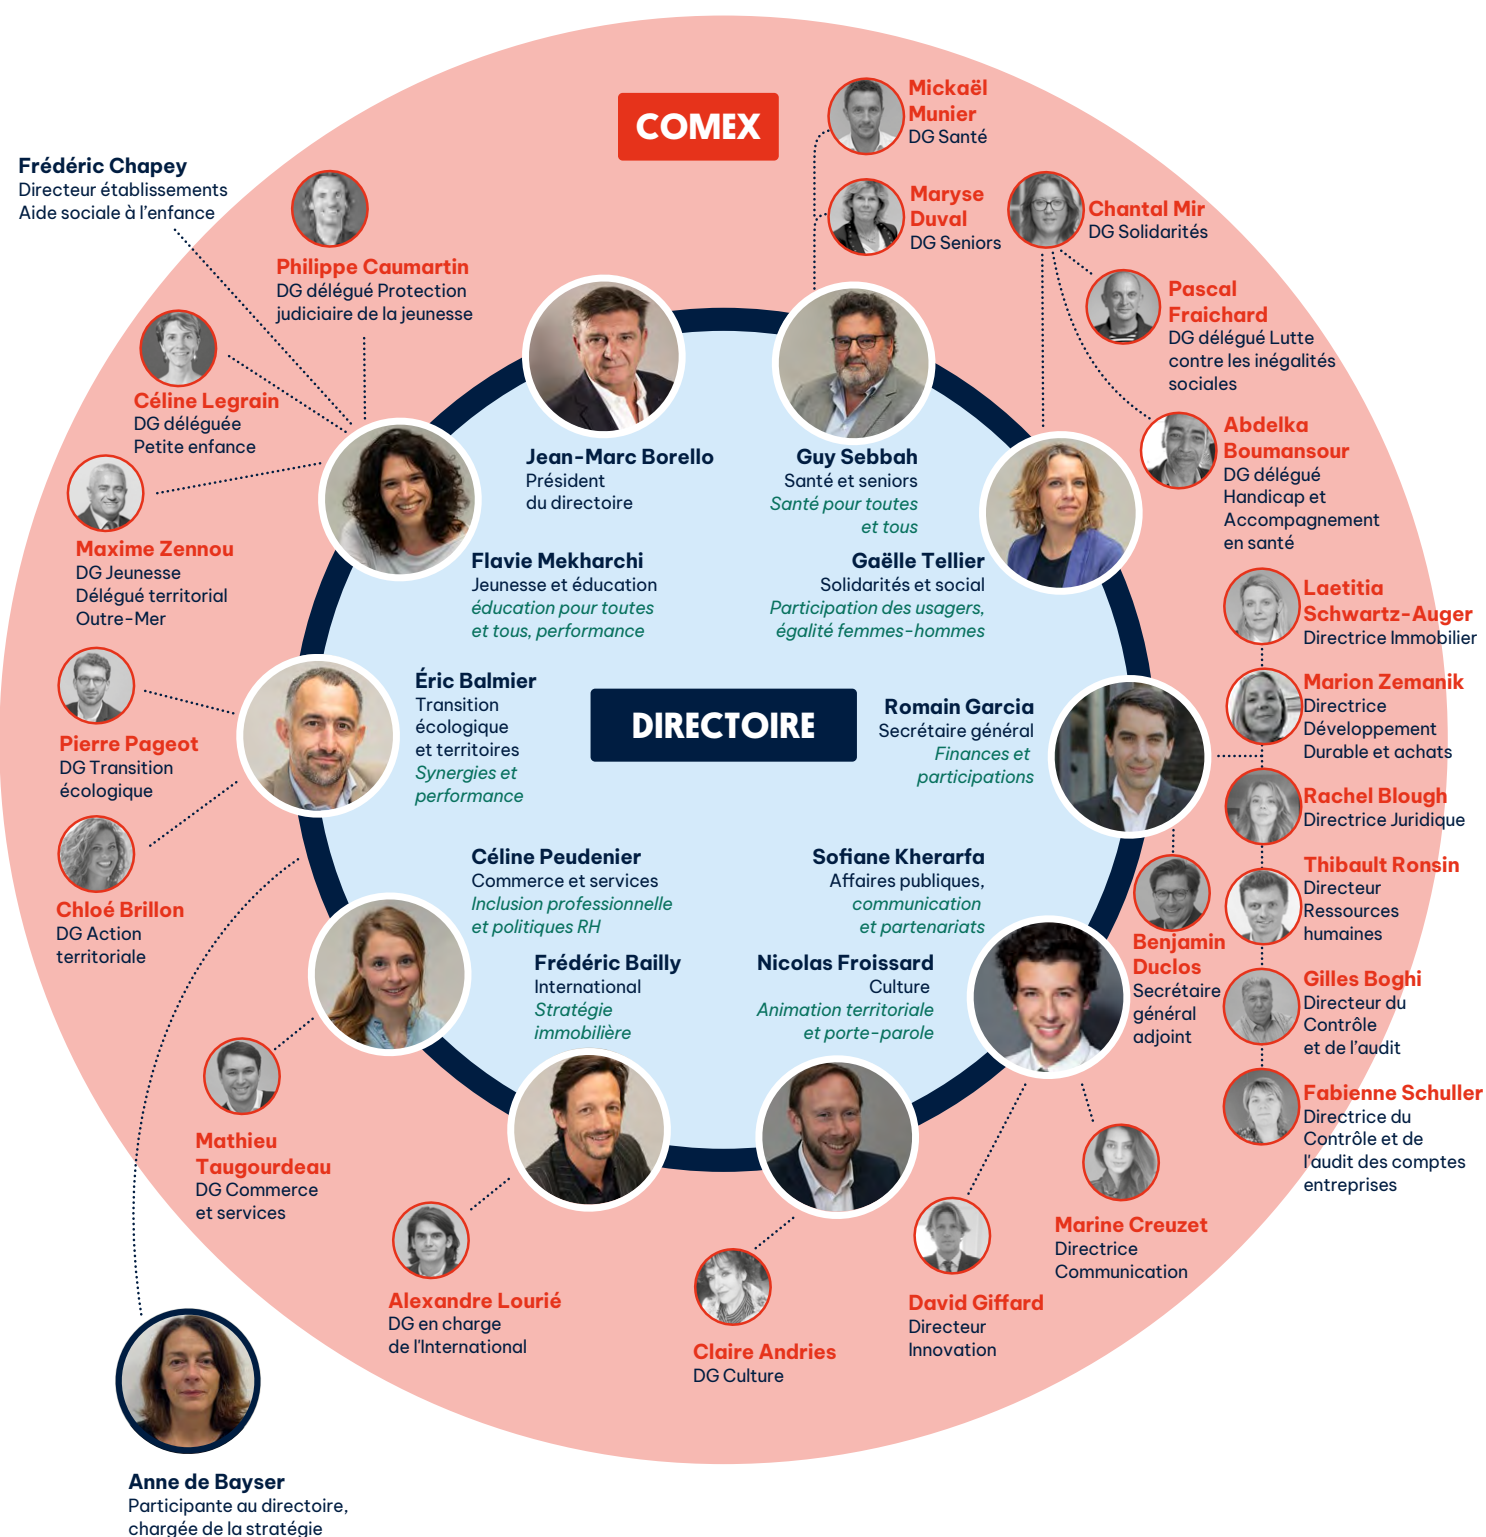 COMEX
Mickaël
Munier
DG Santé
Maryse
Duval
DG Seniors
Chantal Mir
DG Solidarités
Pascal
Fraichard
DG délégué Lutte
contre les inégalités
sociales
Abdelka
Boumansour
DG délégué
Handicap et
Accompagnement
en santé
Frédéric Chapey
Directeur établissements
Aide sociale à l’enfance
Philippe Caumartin
DG délégué Protection
judiciaire de la jeunesse
Céline Legrain
DG déléguée
Petite enfance
Maxime Zennou
DG Jeunesse
Délégué territorial
Outre-Mer
Pierre Pageot
DG Transition
écologique
Chloé Brillon
DG Action
territoriale
Jean-Marc Borello
Président
du directoire
Guy Sebbah
Santé et seniors
Santé pour toutes
et tous
Flavie Mekharchi
Jeunesse et éducation
éducation pour toutes
et tous, performance
Gaëlle Tellier
Solidarités et social
Participation des usagers,
égalité femmes-hommes
Éric Balmier
Transition
écologique
et territoires
Synergies et
performance
DIRECTOIRE
Romain Garcia
Secrétaire général
Finances et
participations
Céline Peudenier
Commerce et services
Inclusion professionnelle
et politiques RH
Sofiane Kherarfa
Affaires publiques,
communication
et partenariats
Frédéric Bailly
International
Stratégie
immobilière
Nicolas Froissard
Culture
Animation territoriale
et porte-parole
Laetitia
Schwartz-Auger
Directrice Immobilier
Marion Zemanik
Directrice
Développement
Durable et achats
Rachel Blough
Directrice Juridique
Thibault Ronsin
Directeur
Ressources
humaines
Benjamin
Duclos
Secrétaire
général
adjoint
Gilles Boghi
Directeur du
Contrôle
et de l’audit
Fabienne Schuller
Directrice du
Contrôle et de
l'audit des comptes
entreprises
Mathieu
Taugourdeau
DG Commerce
et services
Alexandre Lourié
DG en charge
de l'International
Claire Andries
DG Culture
David Giffard
Directeur
Innovation
Marine Creuzet
Directrice
Communication
Anne de Bayser
Participante au directoire,
chargée de la stratégie